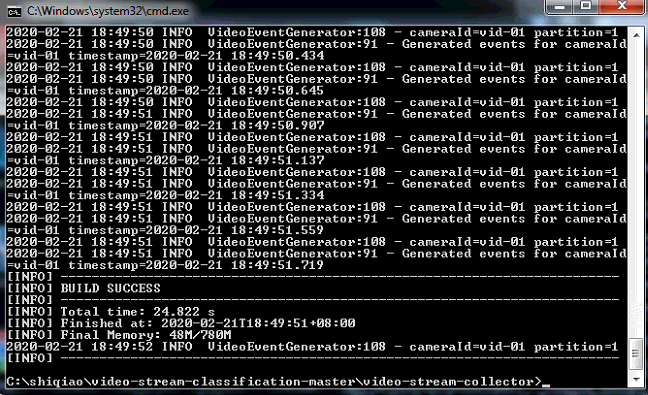 C:\Windows\system32\cmd.exe
2020-02-21 18:49:50 INFO  VideoEventGenerator:108 - cameraId=vid-01 partition=1
2020-02-21 18:49:50 INFO  VideoEventGenerator:91 - Generated events for cameraId
=vid-01 timestamp=2020-02-21 18:49:50.434
2020-02-21 18:49:50 INFO  VideoEventGenerator:108 - cameraId=vid-01 partition=1
2020-02-21 18:49:50 INFO  VideoEventGenerator:91 - Generated events for cameraId
=vid-01 timestamp=2020-02-21 18:49:50.645
2020-02-21 18:49:50 INFO  VideoEventGenerator:108 - cameraId=vid-01 partition=1
2020-02-21 18:49:51 INFO  VideoEventGenerator:91 - Generated events for cameraId
=vid-01 timestamp=2020-02-21 18:49:50.907
2020-02-21 18:49:51 INFO  VideoEventGenerator:108 - cameraId=vid-01 partition=1
2020-02-21 18:49:51 INFO  VideoEventGenerator:91 - Generated events for cameraId
=vid-01 timestamp=2020-02-21 18:49:51.137
2020-02-21 18:49:51 INFO  VideoEventGenerator:108 - cameraId=vid-01 partition=1
2020-02-21 18:49:51 INFO  VideoEventGenerator:91 - Generated events for cameraId
=vid-01 timestamp=2020-02-21 18:49:51.334
2020-02-21 18:49:51 INFO  VideoEventGenerator:108 - cameraId=vid-01 partition=1
2020-02-21 18:49:51 INFO  VideoEventGenerator:91 - Generated events for cameraId
=vid-01 timestamp=2020-02-21 18:49:51.559
2020-02-21 18:49:51 INFO  VideoEventGenerator:108 - cameraId=vid-01 partition=1
2020-02-21 18:49:51 INFO  VideoEventGenerator:91 - Generated events for cameraId
=vid-01 timestamp=2020-02-21 18:49:51.719
[INFO] ------------------------------------------------------------------------
[INFO] BUILD SUCCESS
[INFO] ------------------------------------------------------------------------
[INFO] Total time: 24.822 s
[INFO] Finished at: 2020-02-21T18:49:51+08:00
[INFO] Final Memory: 48M/780M
2020-02-21 18:49:52 INFO  VideoEventGenerator:108 - cameraId=vid-01 partition=1
[INFO] ------------------------------------------------------------------------
C:\shiqiao\video-stream-classification-master\video-stream-collector>_